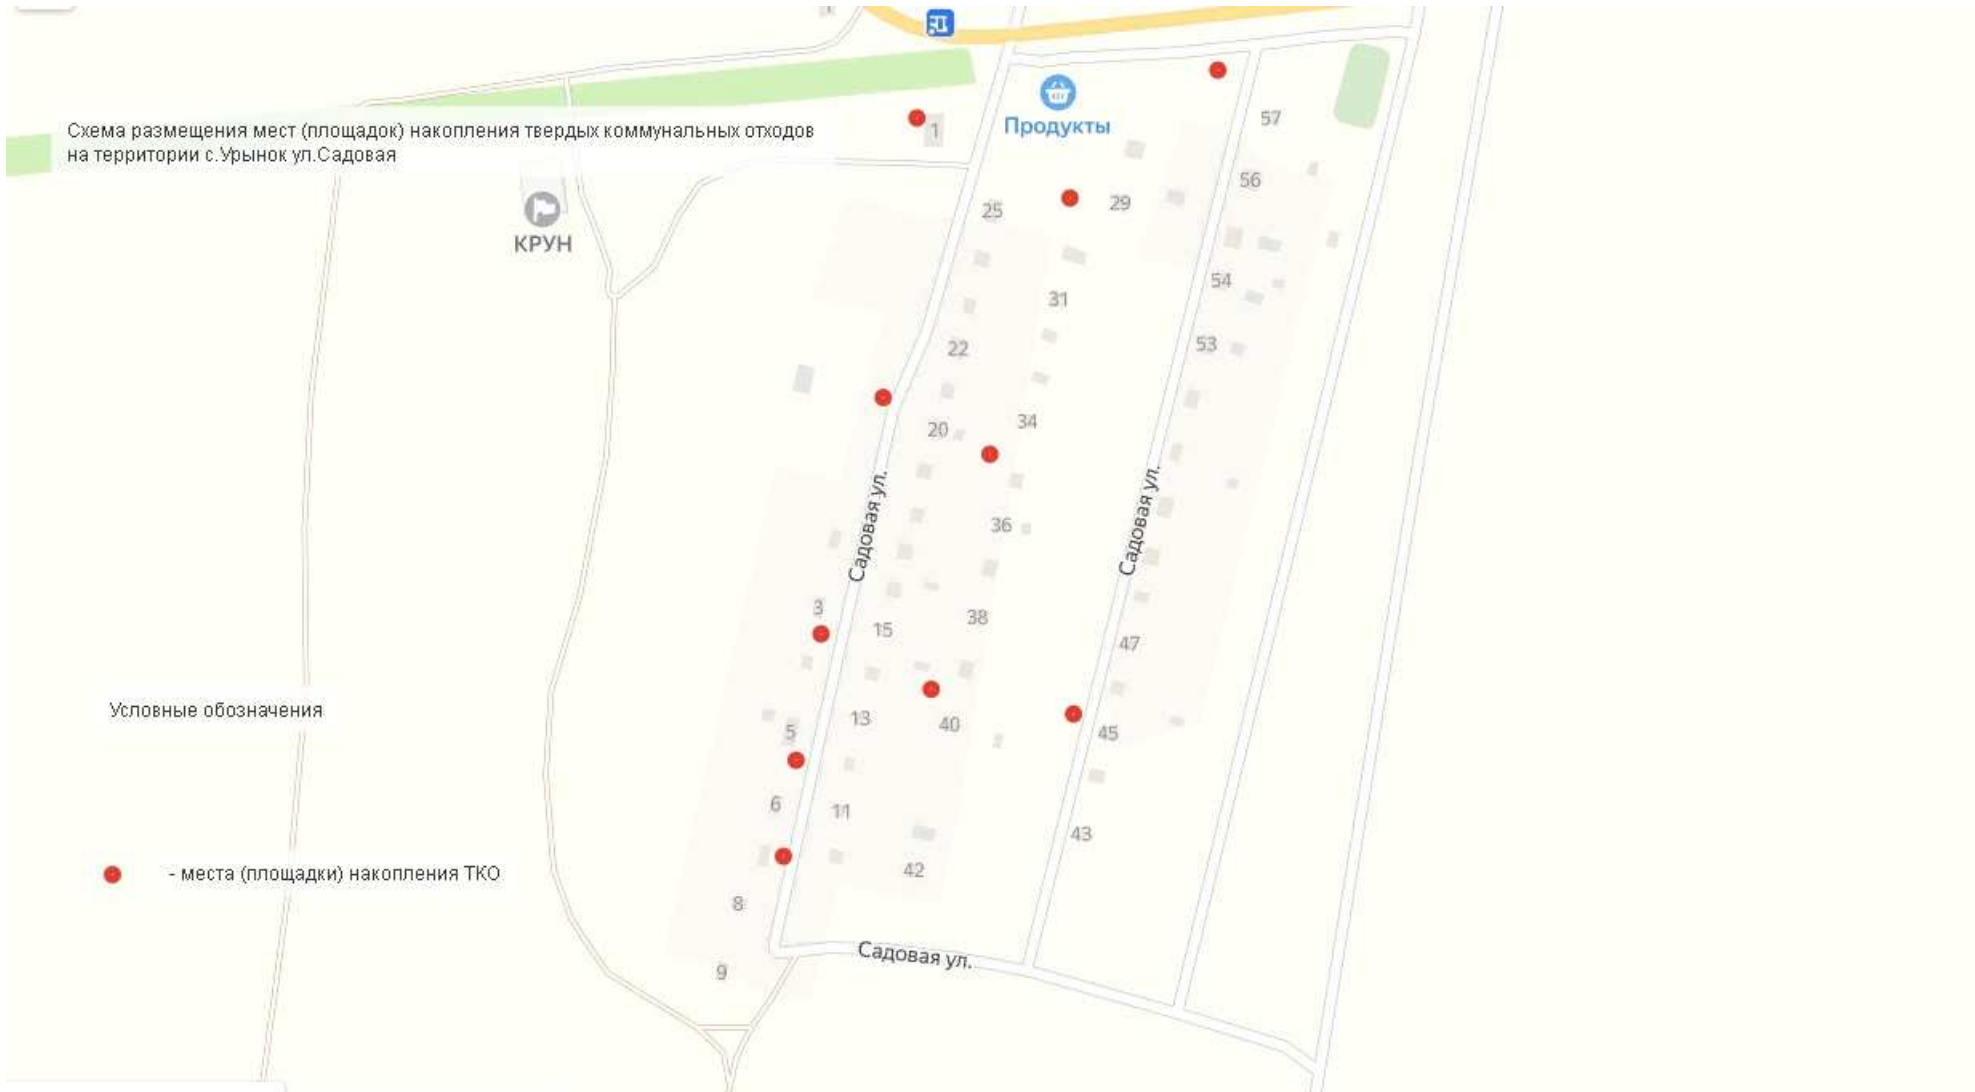 Схема размещения мест (площадок) накопления твердых коммунальных отходов
на территории с.Урынок ул.Садовая
1
Продукты
57
56
КРУН
25
29
54
31
53
22
20
34
Садовая ул.
Садовая ул.
36
3
15
38
47
Условные обозначения
5
13
40
45
6
11
43
- места (площадки) накопления ТКО
42
8
Садовая ул.
9